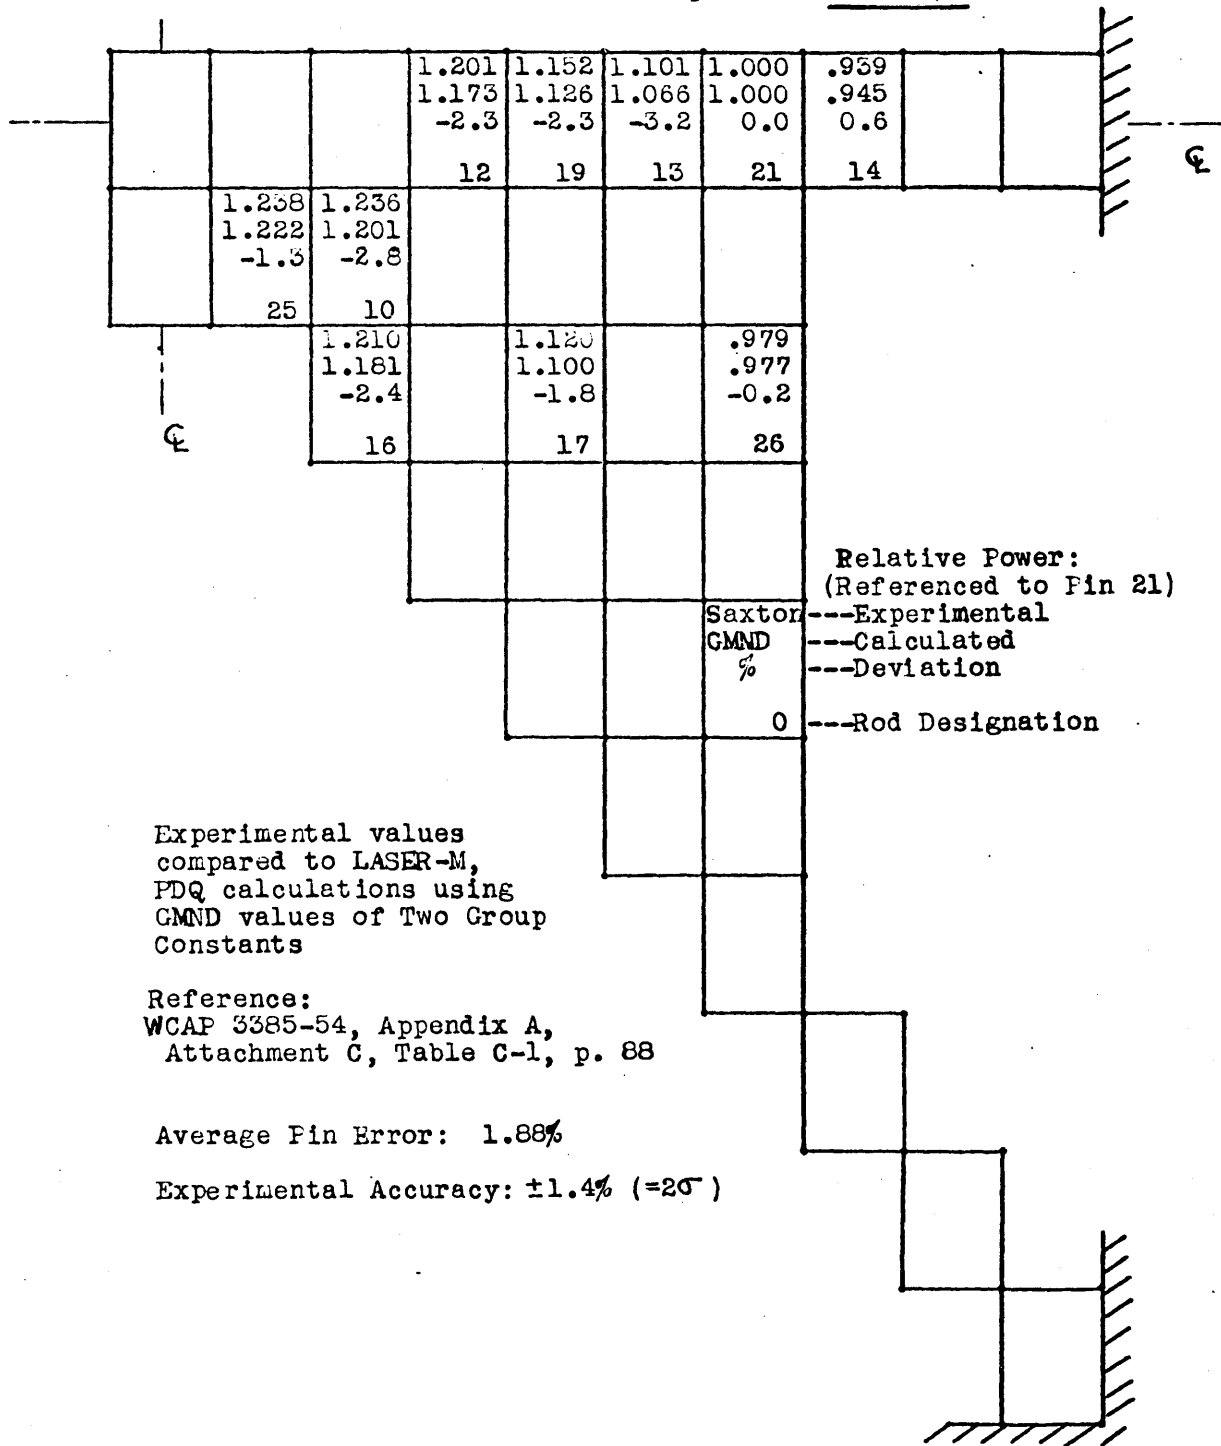 1.201 1.152 1.101 1.000 .939
1.173 1.126 1.066 1.000 .945
-2.3 -2.3 -3.2 0.0 0.6
12 19 13 21 14
℄
1.238 1.236
1.222 1.201
-1.3 -2.8
25 10
1.210 1.120 .979
1.181 1.100 .977
-2.4 -1.8 -0.2
℄
16 17 26
Relative Power:
(Referenced to Pin 21)
Saxton---Experimental
GMND ---Calculated
% ---Deviation
0 ---Rod Designation
Experimental values
compared to LASER-M,
PDQ calculations using
GMND values of Two Group
Constants
Reference:
WCAP 3385-54, Appendix A,
Attachment C, Table C-1, p. 88
Average Pin Error: 1.88%
Experimental Accuracy: ±1.4% (=2σ)